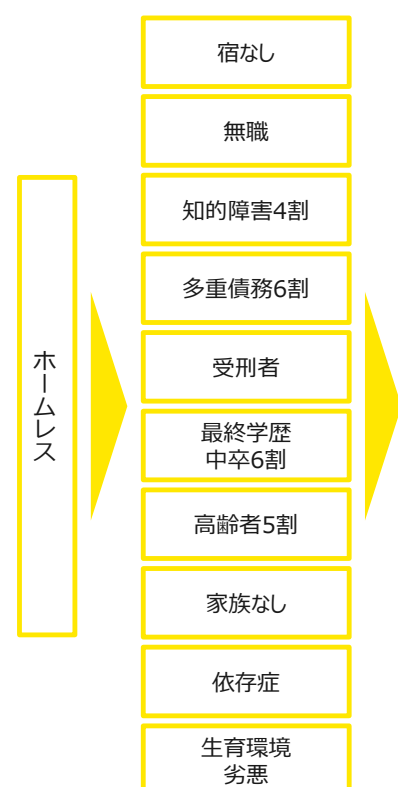 ホームレス
宿なし
無職
知的障害4割
多重債務6割
受刑者
最終学歴
中卒6割
高齢者5割
家族なし
依存症
生育環境
劣悪